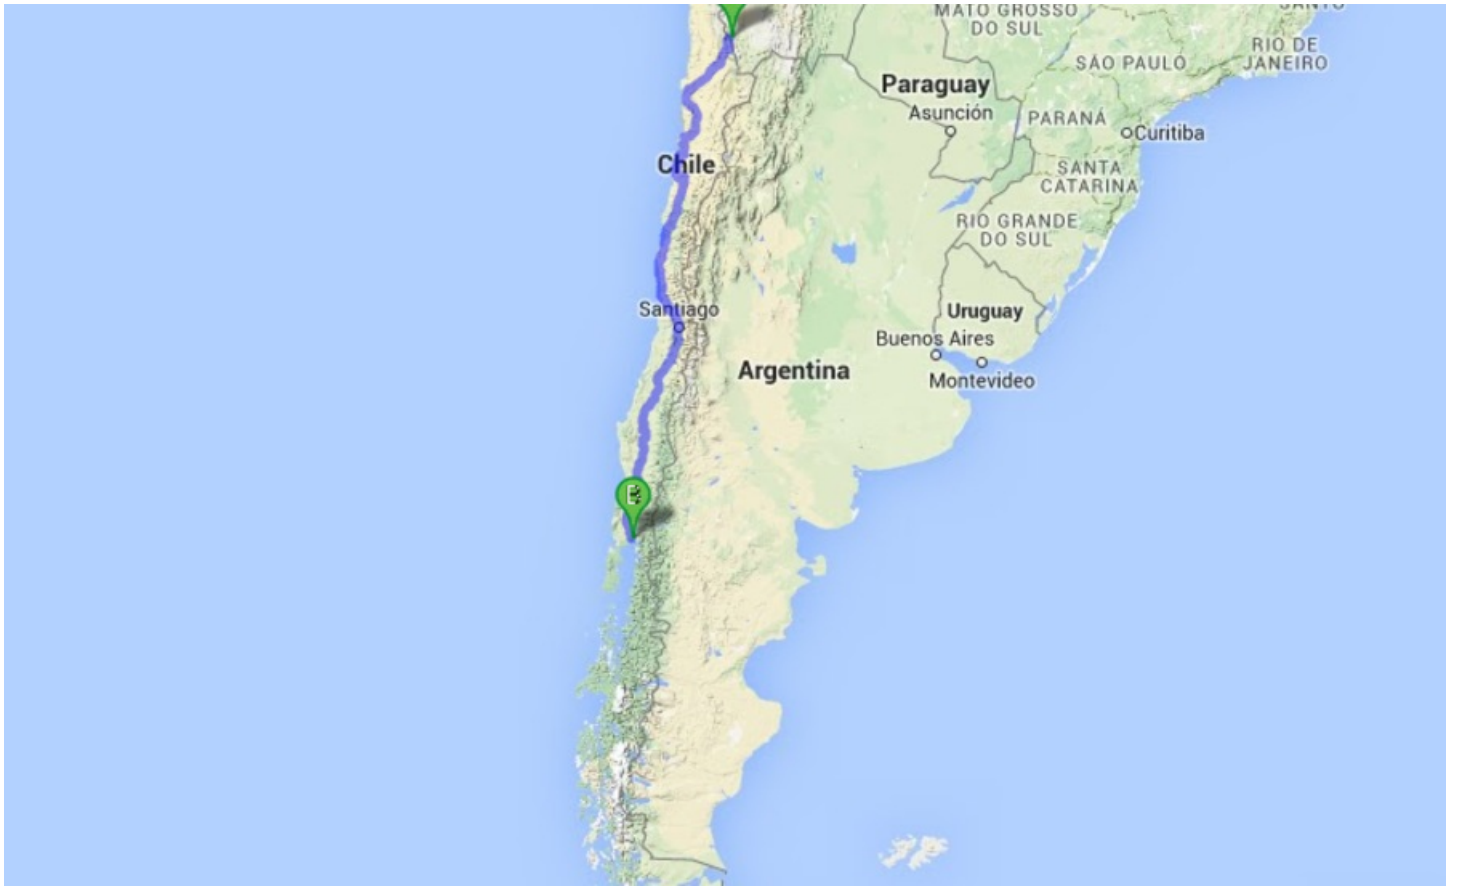 MATO GROSSO
DO SUL
SANTO
RIO DE
JANEIRO
SÃO PAULO
Paraguay
Asunción
PARANÁ
Curitiba
Chile
SANTA
CATARINA
RIO GRANDE
DO SUL
Santiago
Uruguay
Buenos Aires
Argentina
Montevideo